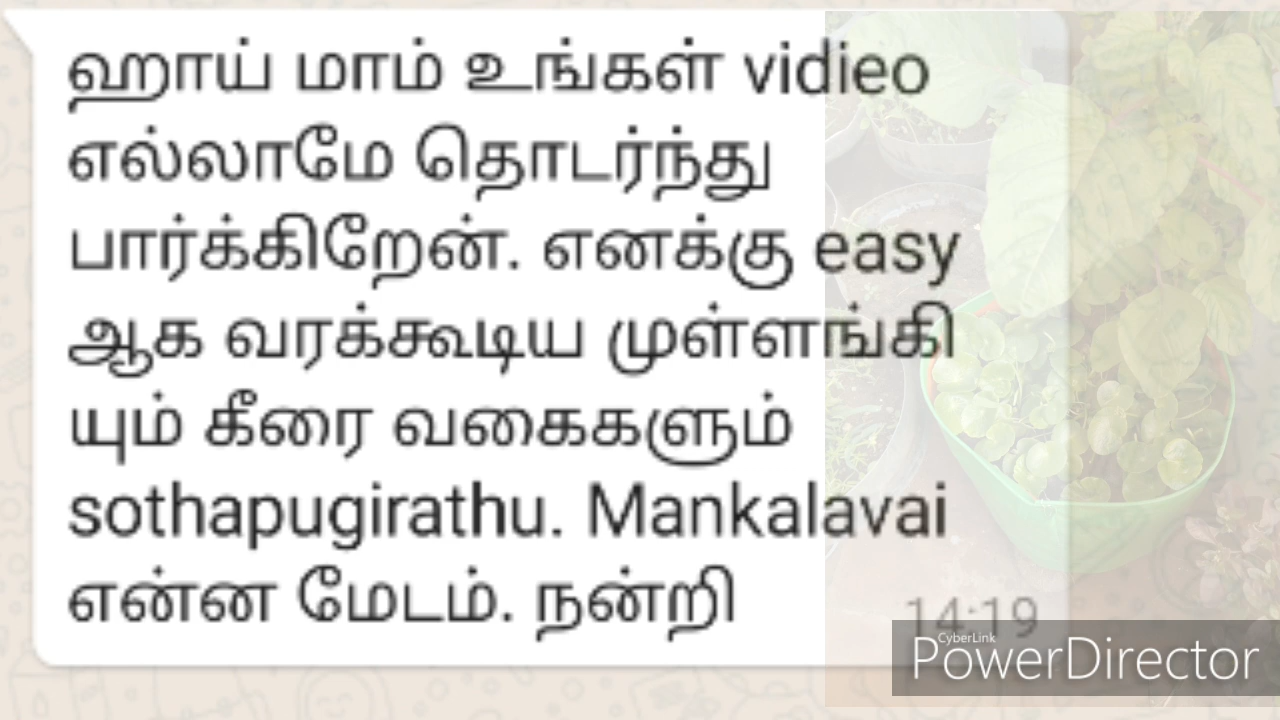 ஹாய் மாம் உங்கள் vidieo
எல்லாமே தொடர்ந்து
பார்க்கிறேன். எனக்கு easy
ஆக வரக்கூடிய முள்ளங்கி
யும் கீரை வகைகளும்
sothapugirathu. Mankalavai
என்ன மேடம். நன்றி
14:19
CyberLink
PowerDirector